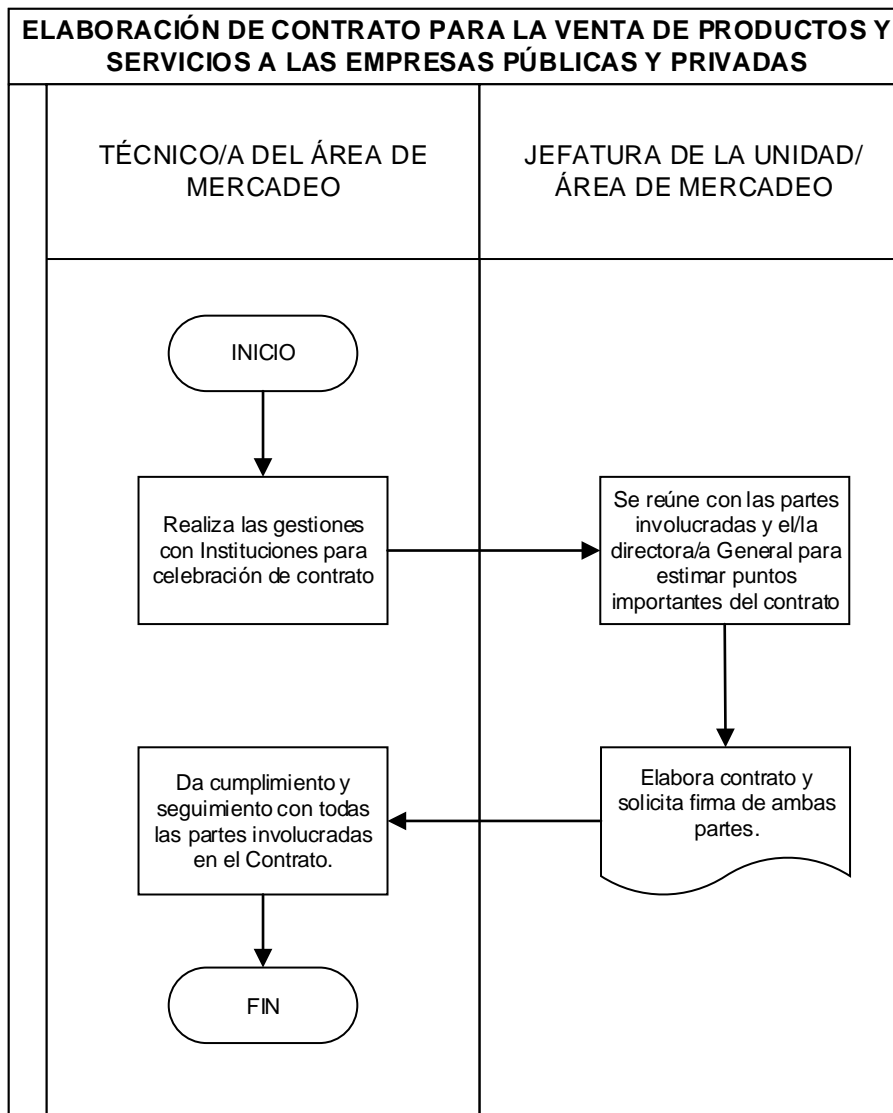 ELABORACIÓN DE CONTRATO PARA LA VENTA DE PRODUCTOS Y
SERVICIOS A LAS EMPRESAS PÚBLICAS Y PRIVADAS
TÉCNICO/A DEL ÁREA DE
MERCADEO
JEFATURA DE LA UNIDAD/
ÁREA DE MERCADEO
INICIO
Realiza las gestiones
con Instituciones para
celebración de contrato
Se reúne con las partes
involucradas y el/la
directora/a General para
estimar puntos
importantes del contrato
Elabora contrato y
solicita firma de ambas
partes.
Da cumplimiento y
seguimiento con todas
las partes involucradas
en el Contrato.
FIN